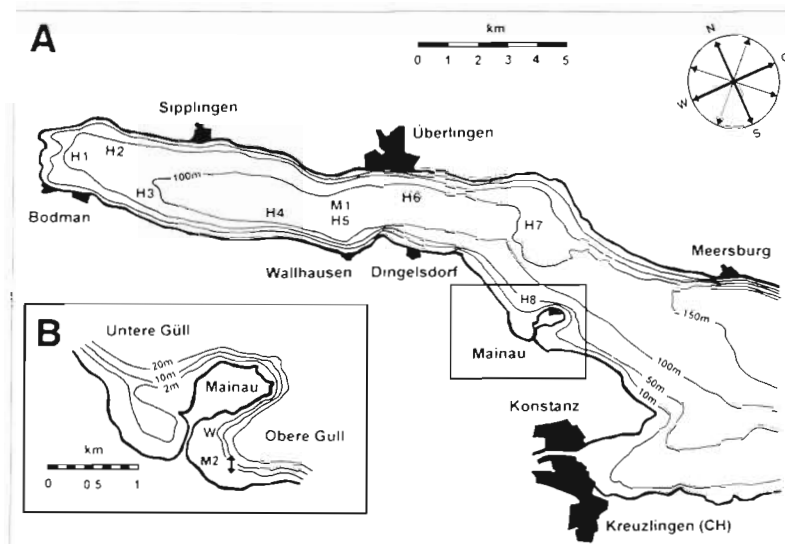 A
km
0 1 2 3 4 5
N
O
W
S
Sipplingen
Überlingen
H1
H2
H3
100m
H4
M1
H5
H6
H7
Bodman
Wallhausen
Dingelsdorf
Meersburg
H8
150m
Mainau
100m
50m
10m
Konstanz
Kreuzlingen (CH)
B
Untere Güll
20m
10m
2m
Mainau
W
M2
Obere Gull
km
0 0 5 1